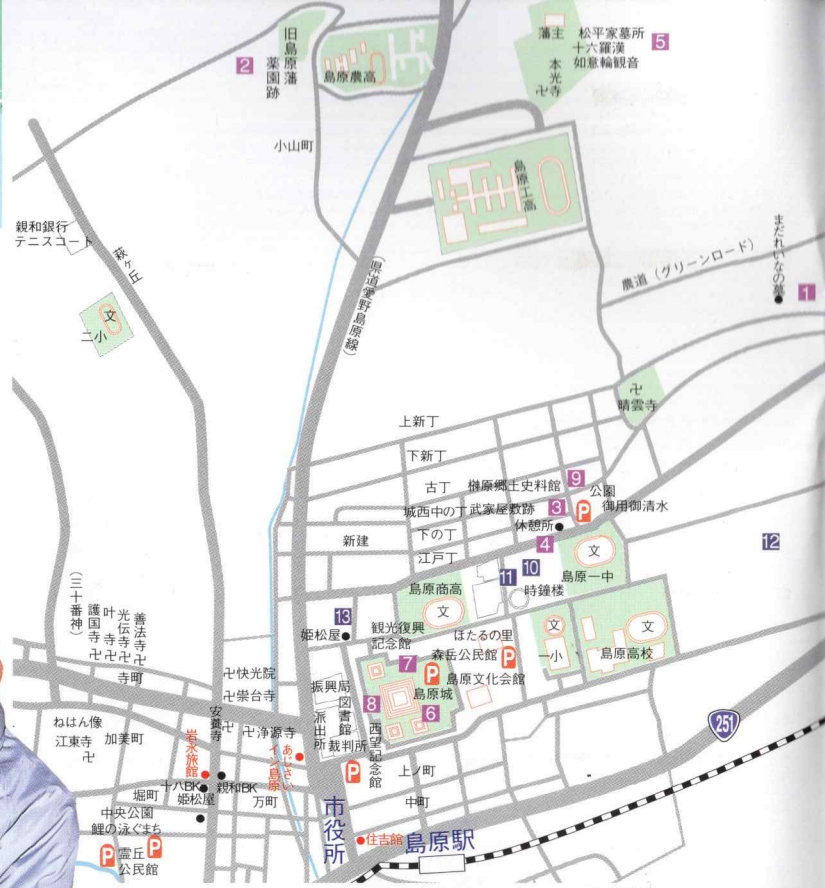 旧島原藩
薬園跡
2
島原農高
藩主 松平家墓所
十六羅漢
如意輪観音
5
本光寺
卍
小山町
島原工高
親和銀行
テニスコート
萩ヶ丘
(県道愛野島原線)
まだれいなの墓
1
農道(グリーンロード)
文
二小
卍
晴雲寺
上新丁
下新丁
古丁
榊原郷土史料館
9
公園
城西中の丁
武家屋敷跡
3
P
御用御清水
下の丁
休憩所
新建
江戸丁
4
文
島原一中
12
島原商高
文
11
10
時鐘楼
(三十番神)
護国寺卍
叶寺卍
光伝寺卍
善法寺卍
寺町
13
姫松屋
観光復興
記念館
ほたるの里
森岳公民館
P
文
一小
文
島原高校
7
P
島原城
島原文化会館
卍快光院
卍崇台寺
振興局
図書館
8
6
251
ねはん像
江東寺
卍
加美町
安養寺
卍
卍浄源寺
派出所
裁判所
西望記念館
岩永旅館
あじさい
イン島原
P
上ノ町
十八BK
親和BK
堀町
姫松屋
万町
中町
中央公園
鯉の泳ぐまち
市役所
P
霊丘
公民館
P
住吉館
島原駅